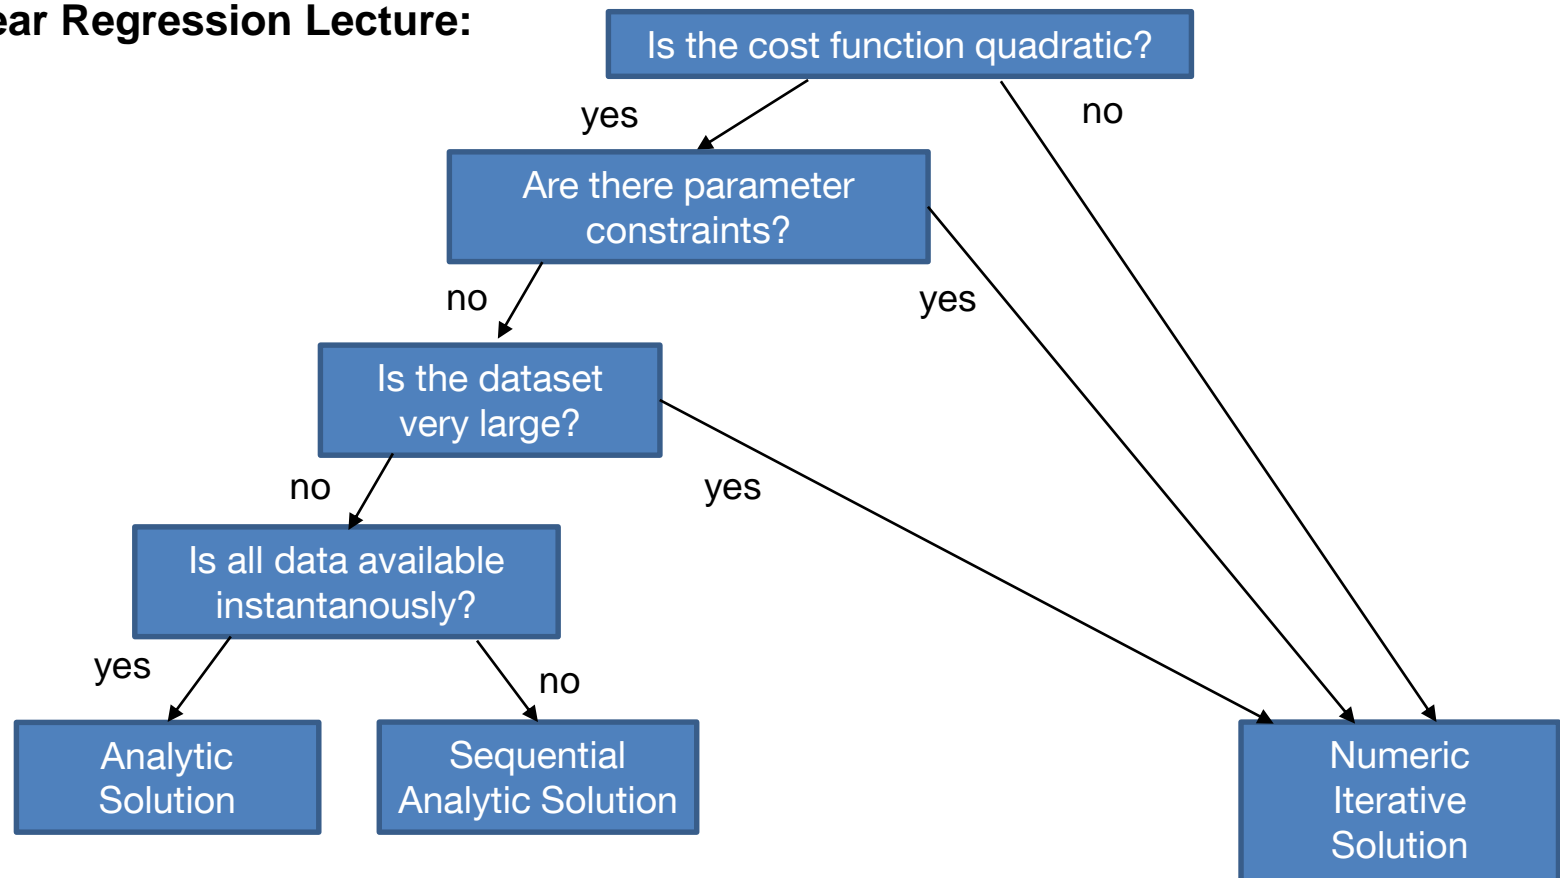 ear Regression Lecture:
Is the cost function quadratic?
yes
no
Are there parameter
constraints?
no
yes
Is the dataset
very large?
no
yes
Is all data available
instantanously?
yes
no
Analytic
Solution
Sequential
Analytic Solution
Numeric
Iterative
Solution